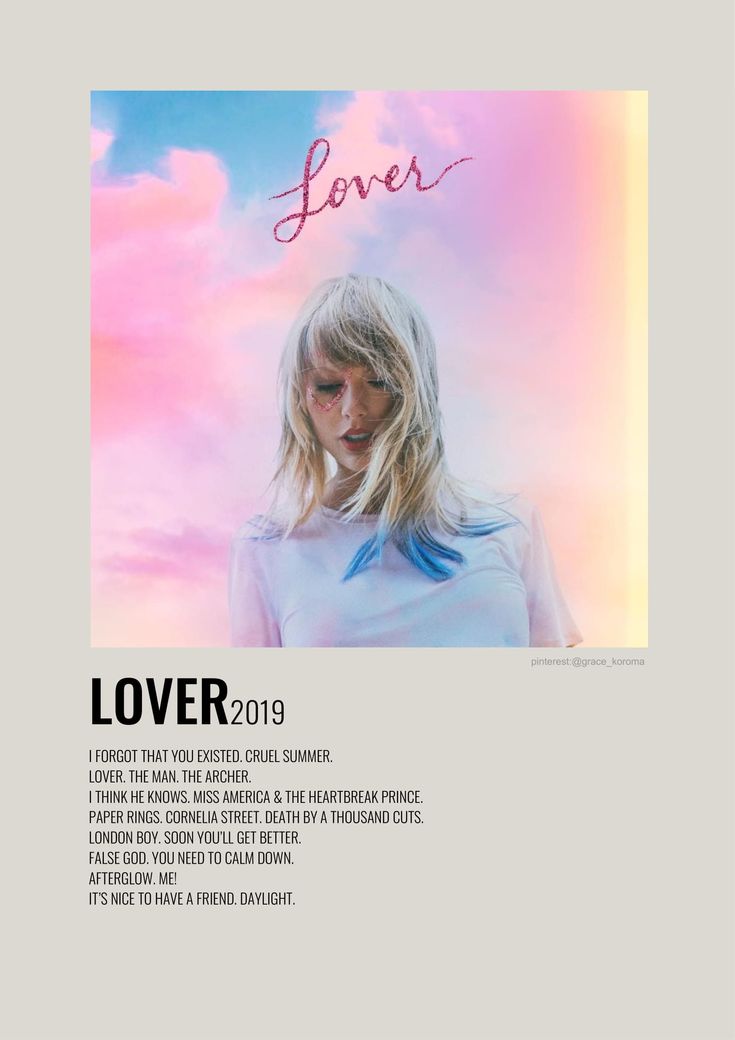 Lover
pinterest:@grace_koroma
LOVER2019
I FORGOT THAT YOU EXISTED. CRUEL SUMMER.
LOVER. THE MAN. THE ARCHER.
I THINK HE KNOWS. MISS AMERICA & THE HEARTBREAK PRINCE.
PAPER RINGS. CORNELIA STREET. DEATH BY A THOUSAND CUTS.
LONDON BOY. SOON YOU'LL GET BETTER.
FALSE GOD. YOU NEED TO CALM DOWN.
AFTERGLOW. ME!
IT'S NICE TO HAVE A FRIEND. DAYLIGHT.